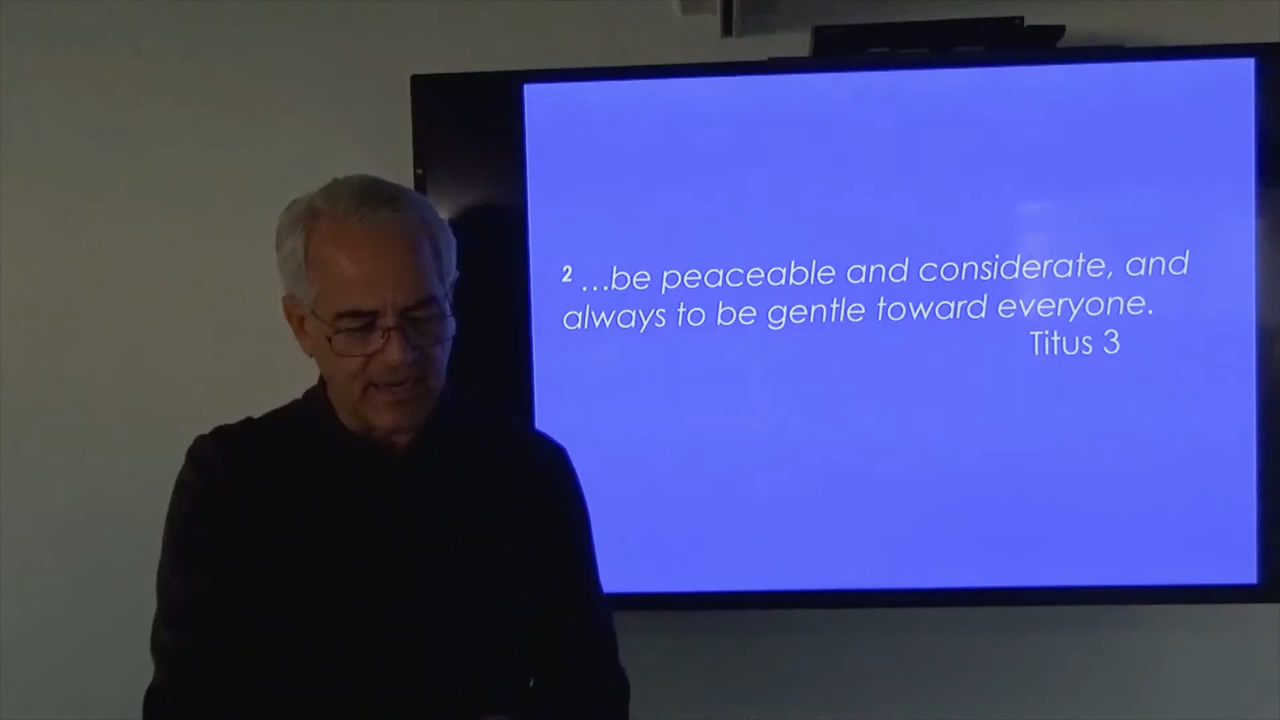 2 ...be peaceable and considerate, and
always to be gentle toward everyone.
Titus 3